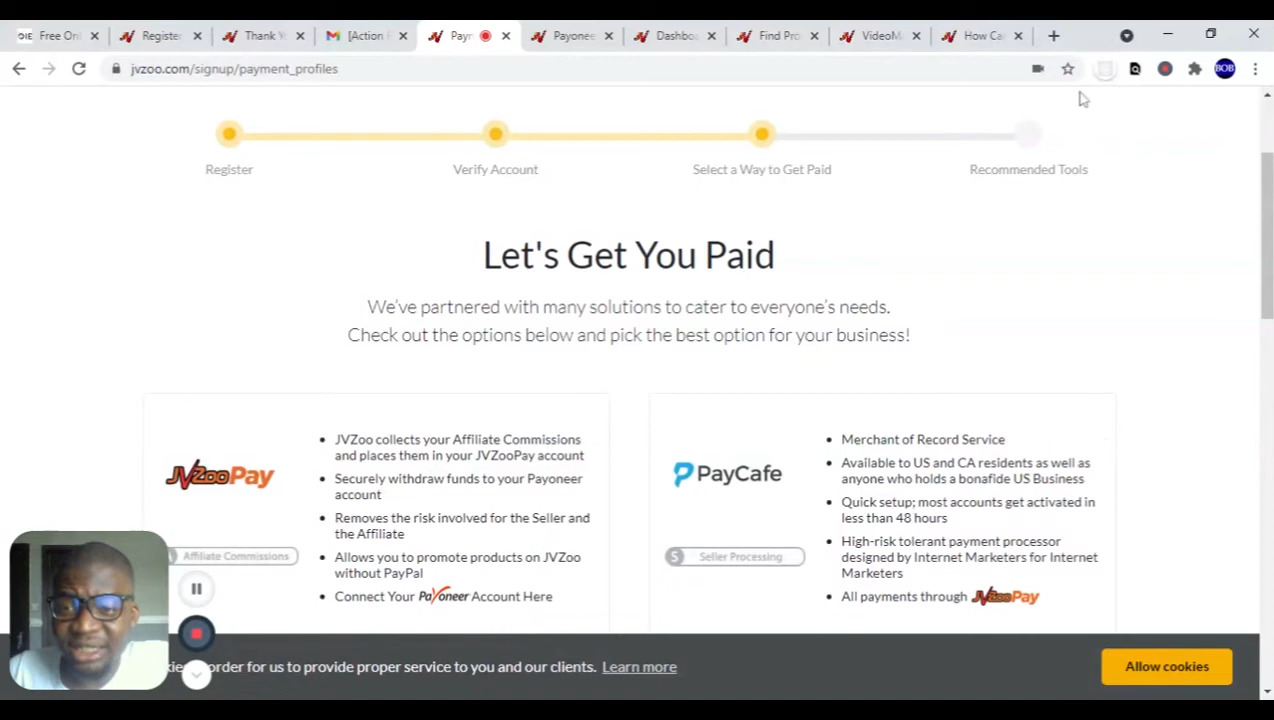 Free Onl
Register
Thank Y
[Action F
Payn
Payonee
Dashbo
Find Pro
VideoM
How Ca
jvzoo.com/signup/payment_profiles
BOB
Register
Verify Account
Select a Way to Get Paid
Recommended Tools
Let's Get You Paid
We've partnered with many solutions to cater to everyone's needs.
Check out the options below and pick the best option for your business!
JVZooPay
Affiliate Commissions
JVZoo collects your Affiliate Commissions
and places them in your JVZooPay account
Securely withdraw funds to your Payoneer
account
Removes the risk involved for the Seller and
the Affiliate
Allows you to promote products on JVZoo
without PayPal
Connect Your Payoneer Account Here
PayCafe
S Seller Processing
Merchant of Record Service
Available to US and CA residents as well as
anyone who holds a bonafide US Business
Quick setup; most accounts get activated in
less than 48 hours
High-risk tolerant payment processor
designed by Internet Marketers for Internet
Marketers
All payments through JVZooPay
order for us to provide proper service to you and our clients. Learn more
Allow cookies